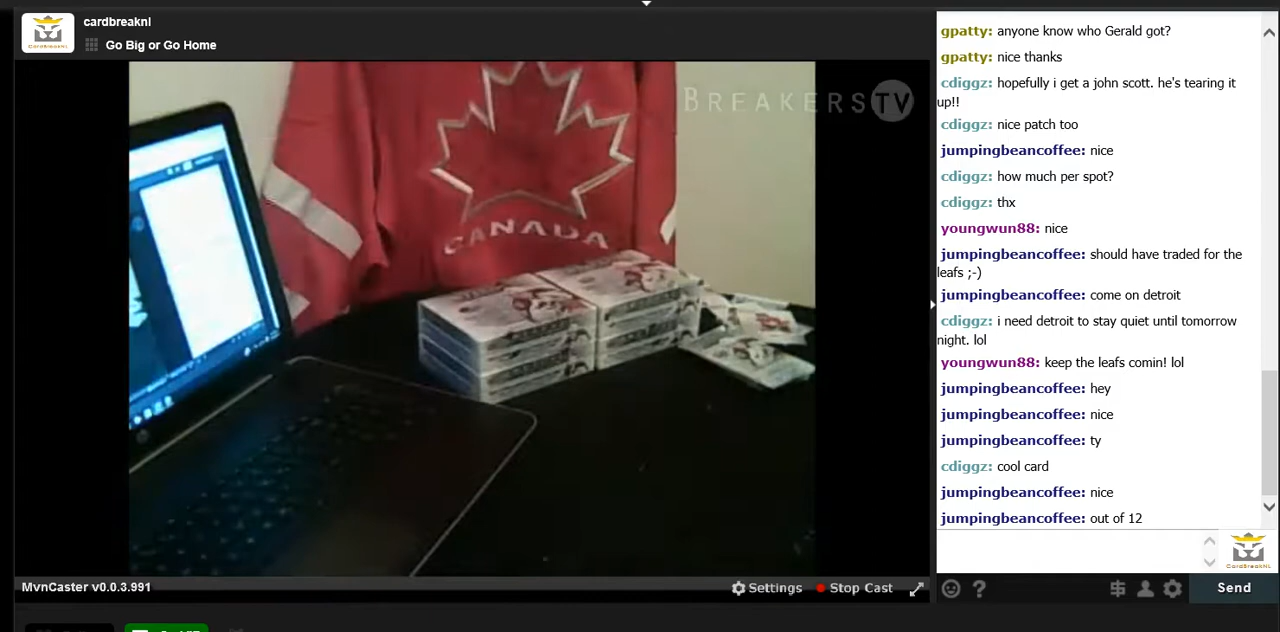 cardbreaknl
Go Big or Go Home
CARDBREAKNL
BREAKERSTV
CANADA
gpatty: anyone know who Gerald got?
gpatty: nice thanks
cdiggz: hopefully i get a john scott. he's tearing it
up!!
cdiggz: nice patch too
jumpingbeancoffee: nice
cdiggz: how much per spot?
cdiggz: thx
youngwun88: nice
jumpingbeancoffee: should have traded for the
leafs ;-)
jumpingbeancoffee: come on detroit
cdiggz: i need detroit to stay quiet until tomorrow
night. lol
youngwun88: keep the leafs comin! lol
jumpingbeancoffee: hey
jumpingbeancoffee: nice
jumpingbeancoffee: ty
cdiggz: cool card
jumpingbeancoffee: nice
jumpingbeancoffee: out of 12
CARDBREAKNL
MvnCaster v0.0.3.991
Settings
Stop Cast
?
Send